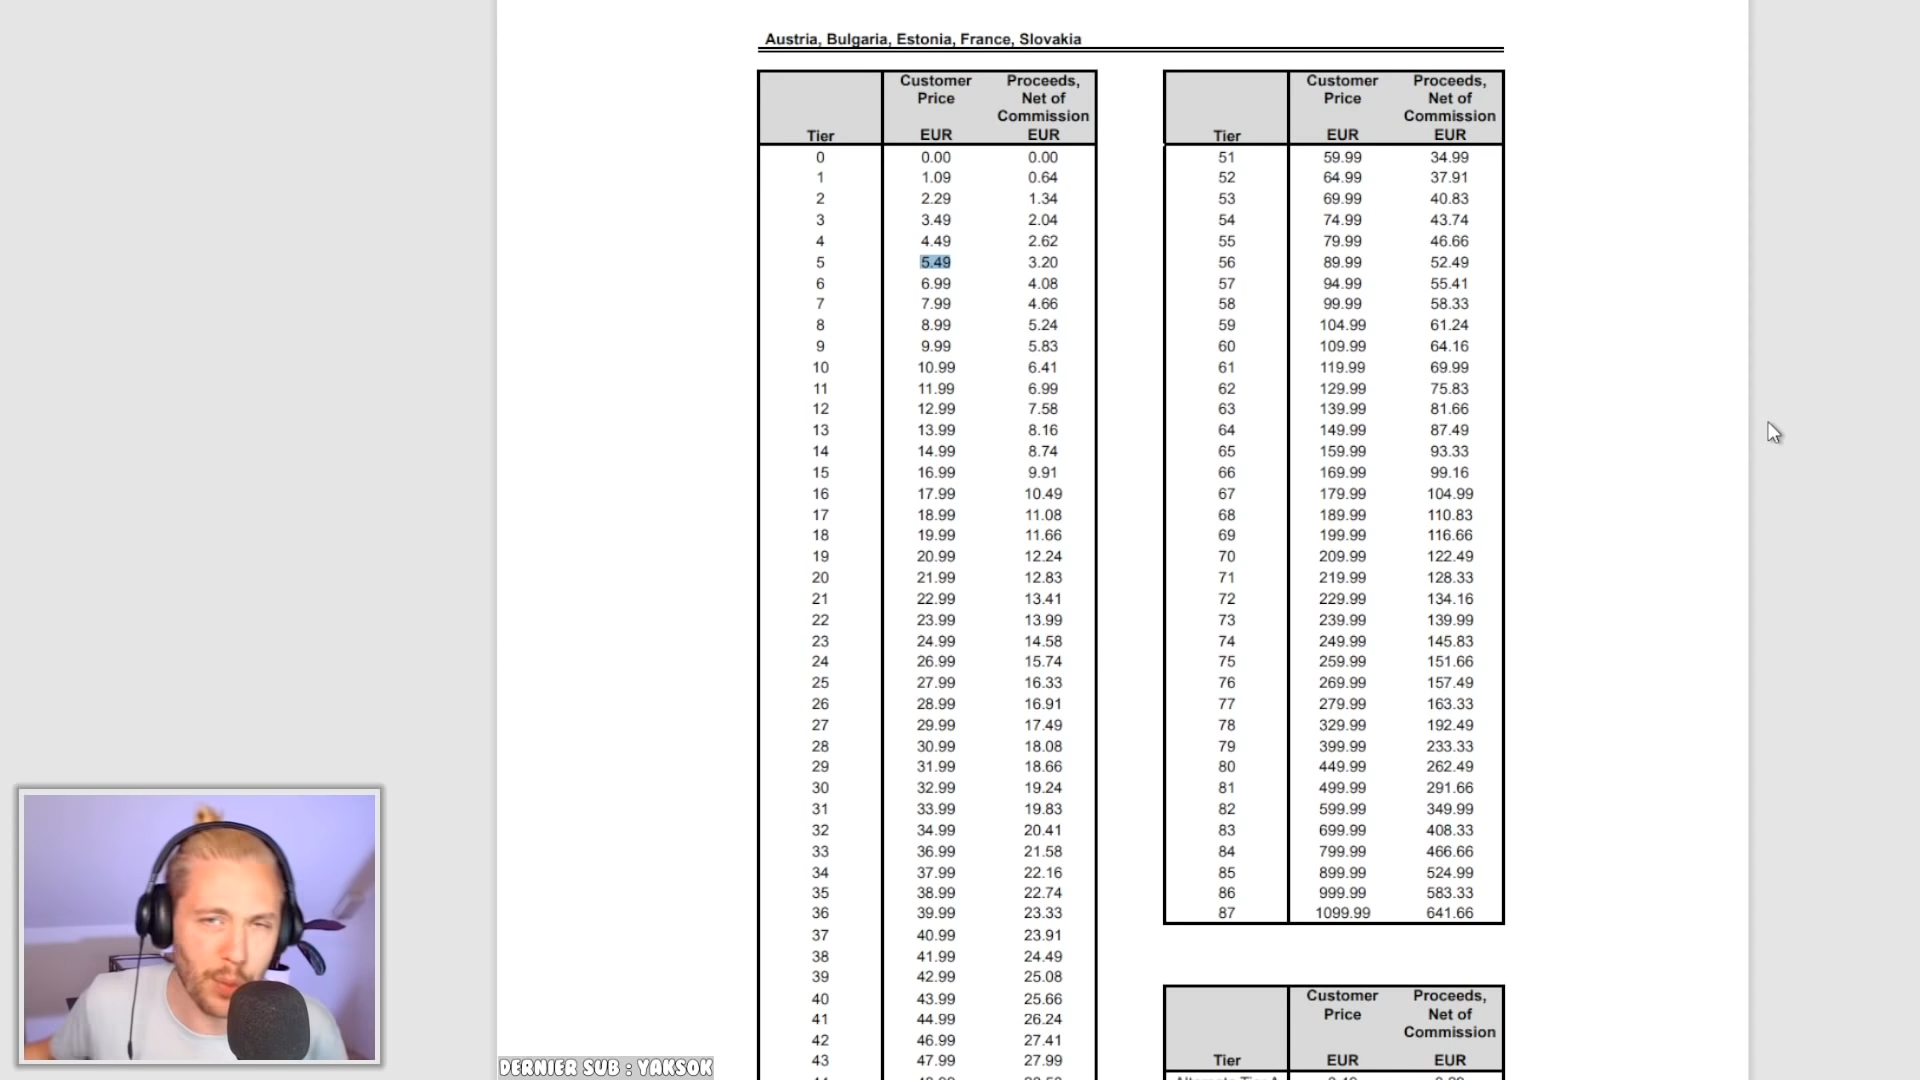 Austria, Bulgaria, Estonia, France, Slovakia
Tier Customer Price EUR Proceeds, Net of Commission EUR
0 0.00 0.00
1 1.09 0.64
2 2.29 1.34
3 3.49 2.04
4 4.49 2.62
5 5.49 3.20
6 6.99 4.08
7 7.99 4.66
8 8.99 5.24
9 9.99 5.83
10 10.99 6.41
11 11.99 6.99
12 12.99 7.58
13 13.99 8.16
14 14.99 8.74
15 16.99 9.91
16 17.99 10.49
17 18.99 11.08
18 19.99 11.66
19 20.99 12.24
20 21.99 12.83
21 22.99 13.41
22 23.99 13.99
23 24.99 14.58
24 26.99 15.74
25 27.99 16.33
26 28.99 16.91
27 29.99 17.49
28 30.99 18.08
29 31.99 18.66
30 32.99 19.24
31 33.99 19.83
32 34.99 20.41
33 36.99 21.58
34 37.99 22.16
35 38.99 22.74
36 39.99 23.33
37 40.99 23.91
38 41.99 24.49
39 42.99 25.08
40 43.99 25.66
41 44.99 26.24
42 46.99 27.41
43 47.99 27.99
Tier Customer Price EUR Proceeds, Net of Commission EUR
51 59.99 34.99
52 64.99 37.91
53 69.99 40.83
54 74.99 43.74
55 79.99 46.66
56 89.99 52.49
57 94.99 55.41
58 99.99 58.33
59 104.99 61.24
60 109.99 64.16
61 119.99 69.99
62 129.99 75.83
63 139.99 81.66
64 149.99 87.49
65 159.99 93.33
66 169.99 99.16
67 179.99 104.99
68 189.99 110.83
69 199.99 116.66
70 209.99 122.49
71 219.99 128.33
72 229.99 134.16
73 239.99 139.99
74 249.99 145.83
75 259.99 151.66
76 269.99 157.49
77 279.99 163.33
78 329.99 192.49
79 399.99 233.33
80 449.99 262.49
81 499.99 291.66
82 599.99 349.99
83 699.99 408.33
84 799.99 466.66
85 899.99 524.99
86 999.99 583.33
87 1099.99 641.66
Tier Customer Price EUR Proceeds, Net of Commission EUR
DERNIER SUB : YAKSOK